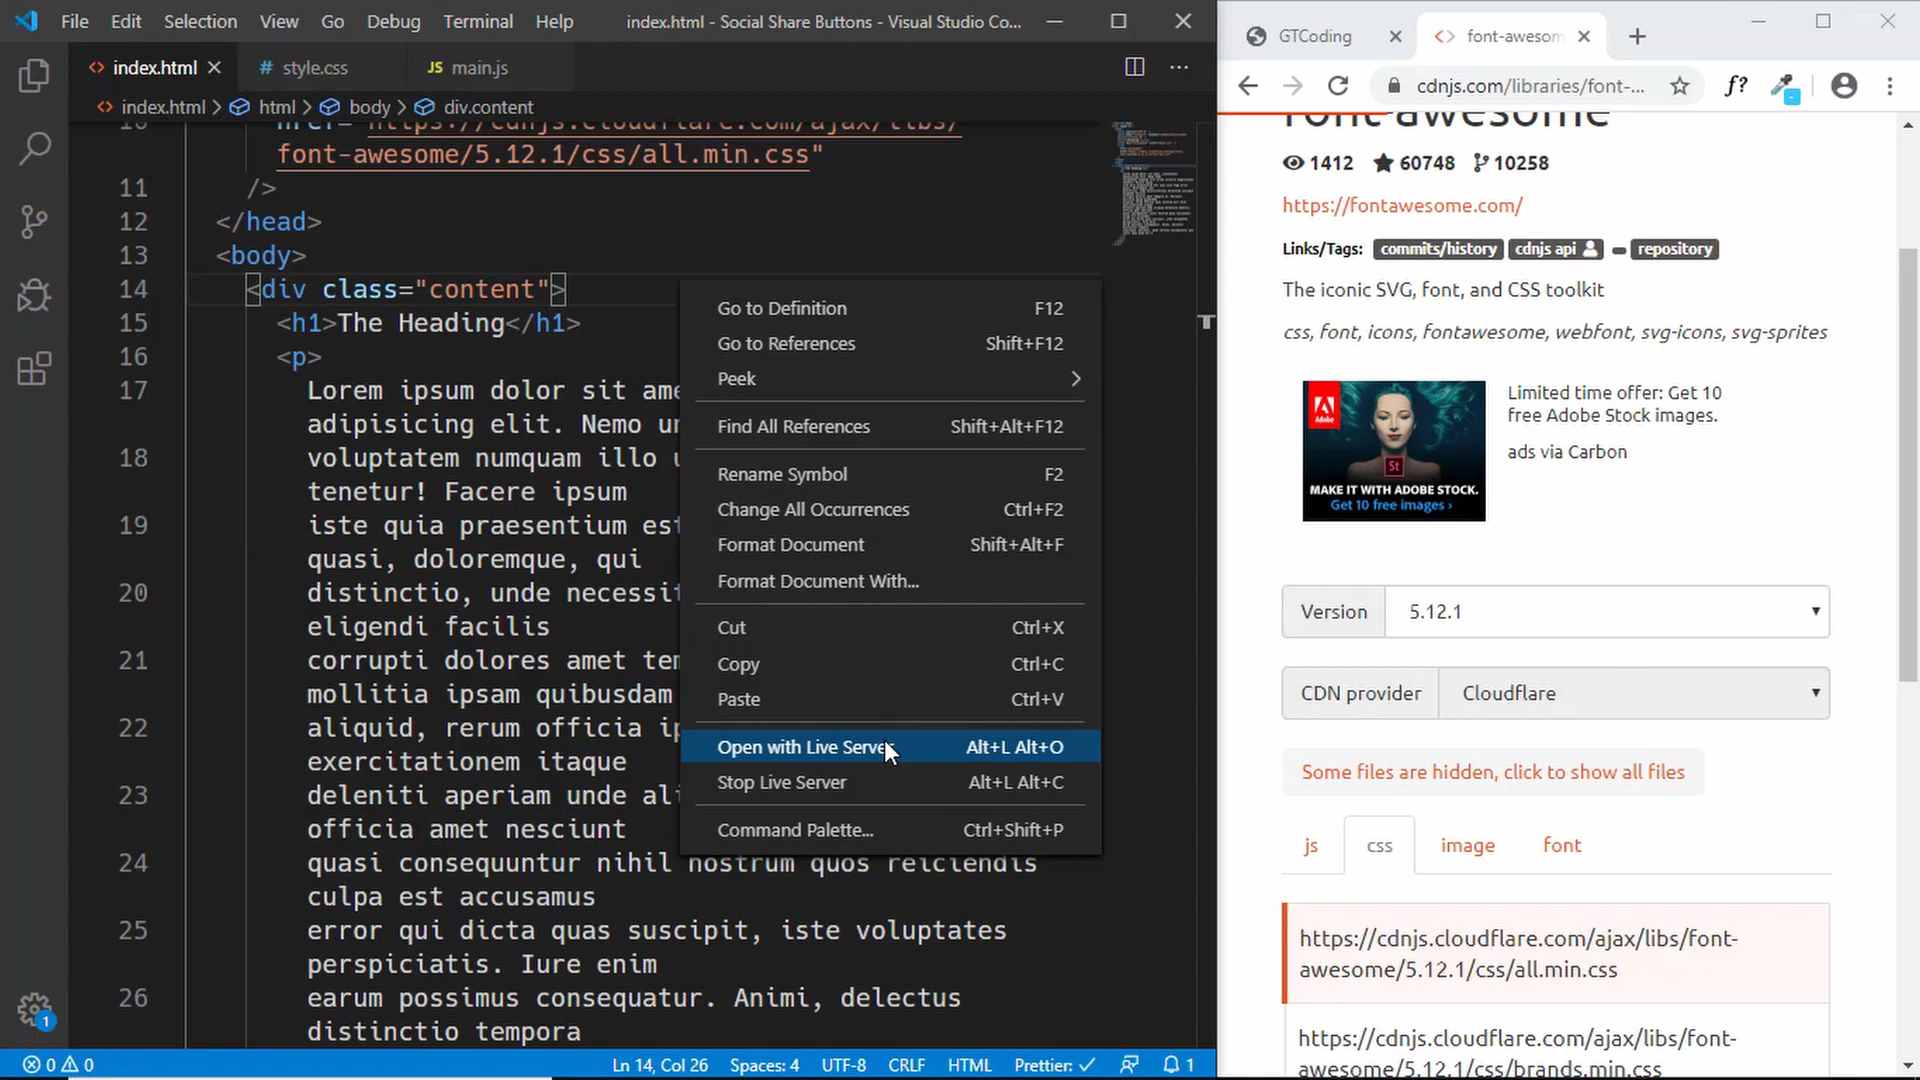 File Edit Selection View Go Debug Terminal Help index.html - Social Share Buttons - Visual Studio Co...
index.html style.css JS main.js
index.html > html > body > div.content
10 href="https://cdnjs.cloudflare.com/ajax/libs/
font-awesome/5.12.1/css/all.min.css"
11 />
12 </head>
13 <body>
14 <div class="content">
15 <h1>The Heading</h1>
16 <p>
17 Lorem ipsum dolor sit
adipisicing elit. Nemo
18 voluptatem numquam illo
tenetur! Facere ipsum
19 iste quia praesentium
quasi, doloremque, qui
20 distinctio, unde
eligendi facilis
21 corrupti dolores amet
mollitia ipsam quibusdam
22 aliquid, rerum officia
exercitationem itaque
23 deleniti aperiam unde
officia amet nesciunt
24 quasi consequuntur nihil nostrum quos reiciendis
culpa est accusamus
25 error qui dicta quas suscipit, iste voluptates
perspiciatis. Iure enim
26 earum possimus consequatur. Animi, delectus
distinctio tempora
Go to Definition F12
Go to References Shift+F12
Peek
Find All References Shift+Alt+F12
Rename Symbol F2
Change All Occurrences Ctrl+F2
Format Document Shift+Alt+F
Format Document With...
Cut Ctrl+X
Copy Ctrl+C
Paste Ctrl+V
Open with Live Server Alt+L Alt+O
Stop Live Server Alt+L Alt+C
Command Palette... Ctrl+Shift+P
1
0 0 Ln 14, Col 26 Spaces: 4 UTF-8 CRLF HTML Prettier: ✓ 1
GTCoding font-awesom
cdnjs.com/libraries/font-... f?
font-awesome
1412 60748 10258
https://fontawesome.com/
Links/Tags: commits/history cdnjs api repository
The iconic SVG, font, and CSS toolkit
css, font, icons, fontawesome, webfont, svg-icons, svg-sprites
Adobe
St
MAKE IT WITH ADOBE STOCK.
Get 10 free images ›
Limited time offer: Get 10
free Adobe Stock images.
ads via Carbon
Version 5.12.1
CDN provider Cloudflare
Some files are hidden, click to show all files
js css image font
https://cdnjs.cloudflare.com/ajax/libs/font-
awesome/5.12.1/css/all.min.css
https://cdnjs.cloudflare.com/ajax/libs/font-
awesome/5.12.1/css/brands.min.css